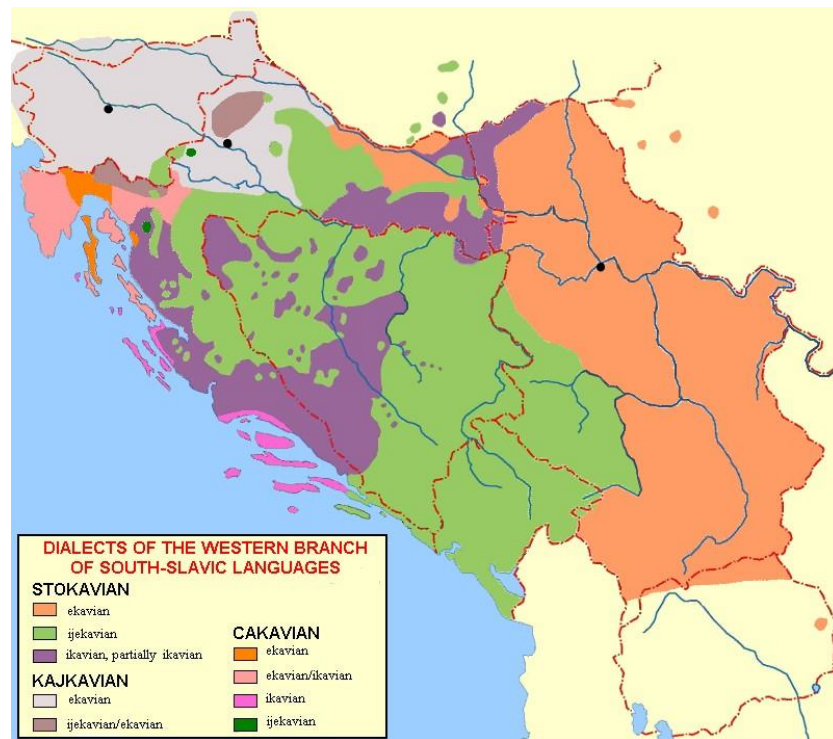 DIALECTS OF THE WESTERN BRANCH
OF SOUTH-SLAVIC LANGUAGES
STOKAVIAN
ekavian
ijekavian
ikavian, partially ikavian
KAJKAVIAN
ekavian
ijekavian/ekavian
CAKAVIAN
ekavian
ekavian/ikavian
ikavian
ijekavian